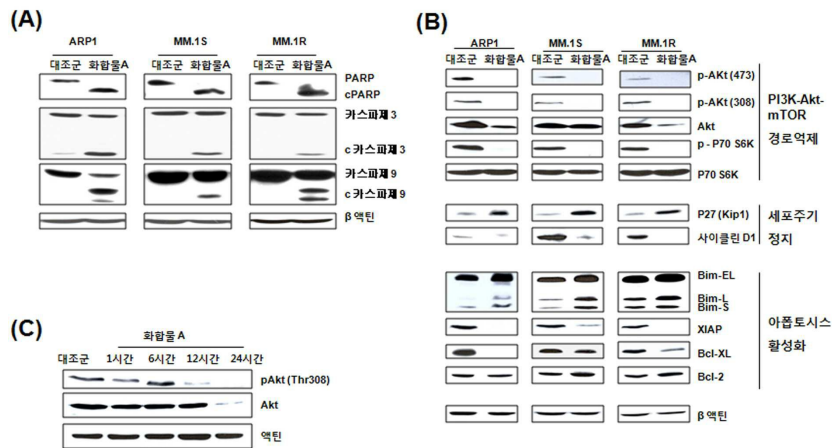 (A)
ARP1
MM.1S
MM.1R
대조군 화합물A
대조군 화합물A
대조군 화합물A
PARP
cPARP
카스파제 3
c 카스파제 3
카스파제 9
c 카스파제 9
β 액틴
(B)
ARP1
MM.1S
MM.1R
대조군 화합물A
대조군 화합물A
대조군 화합물A
p-AKt (473)
p-AKt (308)
Akt
p - P70 S6K
P70 S6K
PI3K-Akt-
mTOR
경로억제
P27 (Kip1)
사이클린 D1
세포주기
정지
Bim-EL
Bim-L
Bim-S
XIAP
Bcl-XL
Bcl-2
아폽토시스
활성화
β 액틴
(C)
화합물 A
대조군 1시간 6시간 12시간 24시간
pAkt (Thr308)
Akt
액틴